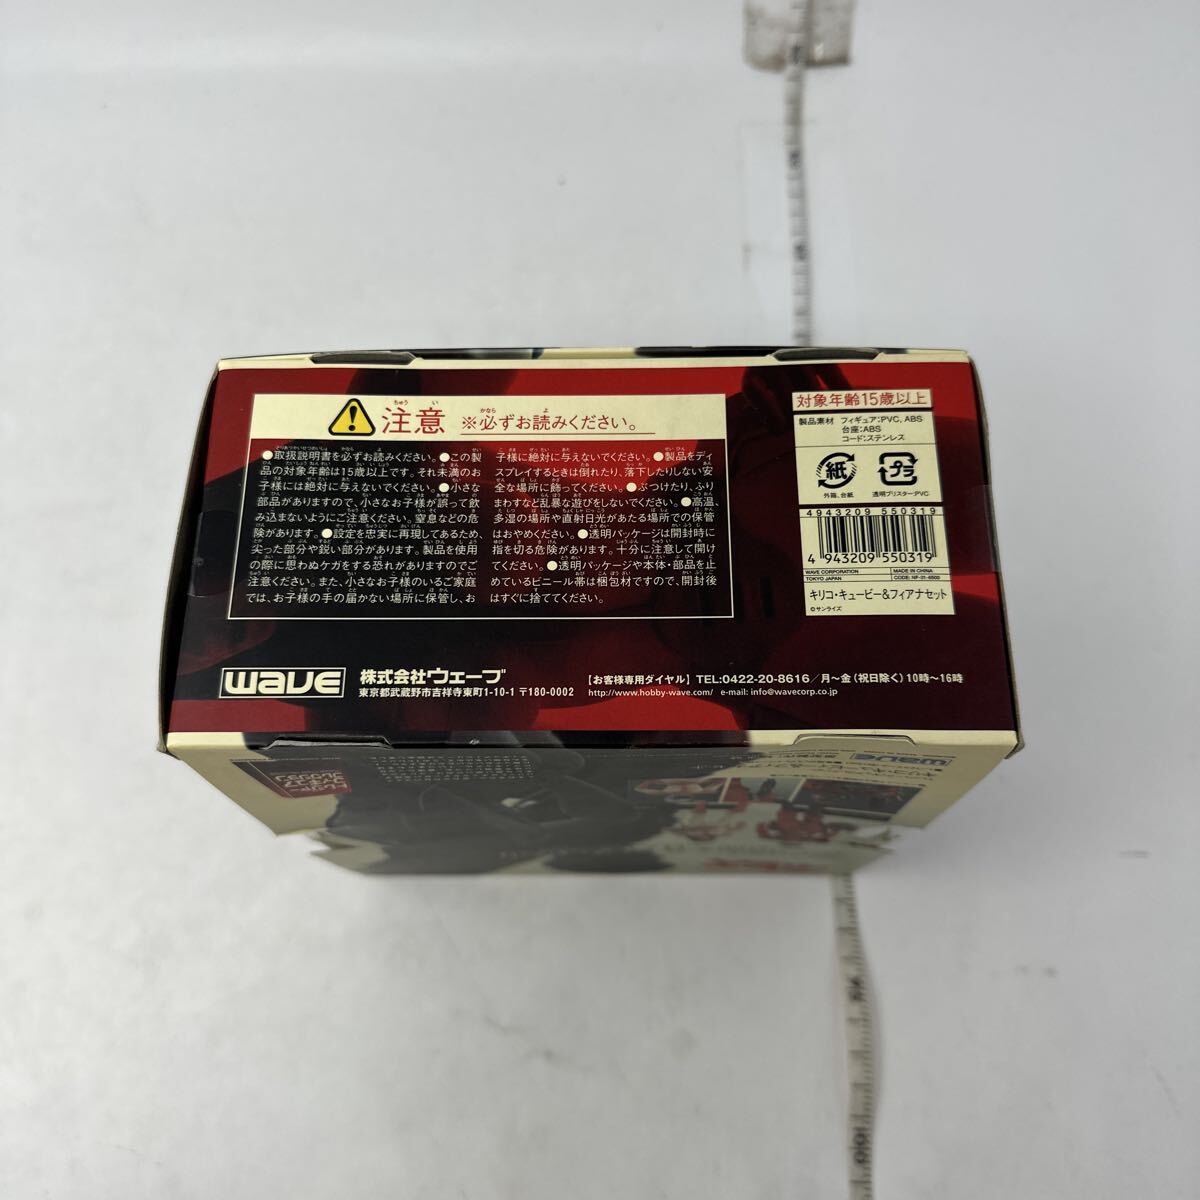 注意 ※必ずお読みください。
●取扱説明書を必ずお読みください。●この製
品の対象年齢は15歳以上です。それ未満のお
子様には絶対に与えないでください。●小さな
部品がありますので、小さなお子様が誤って飲
み込まないようにご注意ください。窒息などの危
険があります。●設定を忠実に再現してあるため、
尖った部分や鋭い部分があります。製品を使用
の際に思わぬケガをする恐れがありますのでご
注意ください。また、小さなお子様のいるご家庭
では、お子様の手の届かない場所に保管し、お
子様に絶対に与えないでください。●製品をディ
スプレイするときは倒れたり、落下したりしない安
全な場所に飾ってください。●ぶつけたり、ふり
まわすなど乱暴な遊びをしないでください。●高温、
多湿の場所や直射日光があたる場所での保管
はおやめください。●透明パッケージは開封時に
指を切る危険があります。十分に注意して開け
てください。●透明パッケージや本体・部品を止
めているビニール帯は梱包材ですので、開封後
はすぐに捨ててください。
対象年齢15歳以上
製品素材 フィギュア:PVC, ABS
台座:ABS
コード:ステンレス
紙 プラ
外箱、台紙 透明ブリスター:PVC
4943209 550319
4 943209 550319
WAVE CORPORATION
TOKYO JAPAN
MADE IN CHINA
CODE: NF-31-6500
キリコ・キュービー&フィアナセット
©サンライズ
WAVE 株式会社ウェーブ
東京都武蔵野市吉祥寺東町1-10-1 〒180-0002
【お客様専用ダイヤル】TEL:0422-20-8616/月〜金(祝日除く)10時〜16時
http://www.hobby-wave.com/ e-mail: info@wavecorp.co.jp